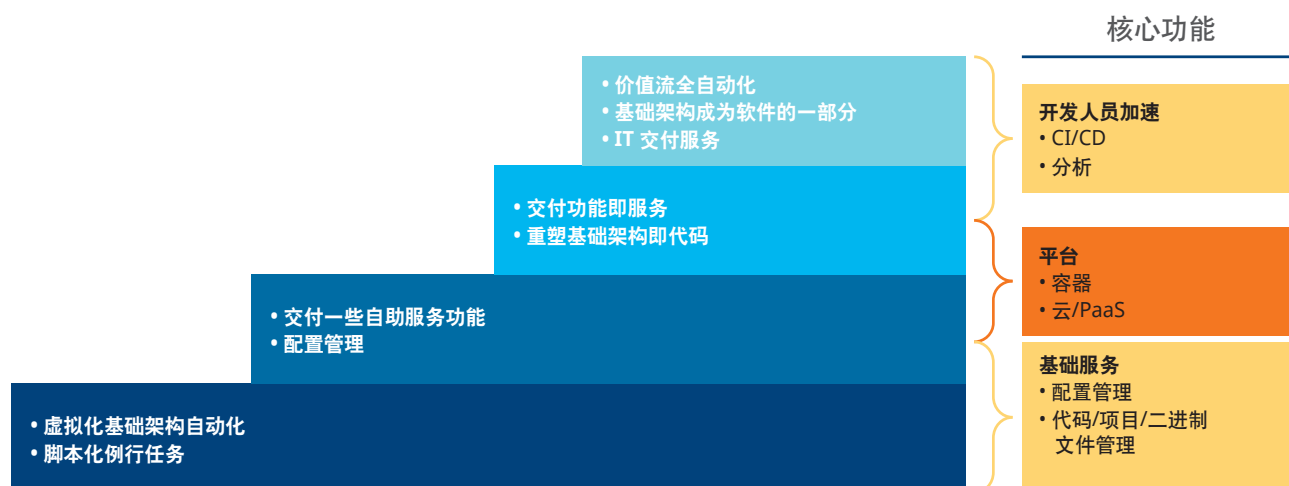 核心功能
• 价值流全自动化
• 基础架构成为软件的一部分
• IT 交付服务
• 交付功能即服务
• 重塑基础架构即代码
• 交付一些自助服务功能
• 配置管理
• 虚拟化基础架构自动化
• 脚本化例行任务
开发人员加速
• CI/CD
• 分析
平台
• 容器
• 云/PaaS
基础服务
• 配置管理
• 代码/项目/二进制
文件管理